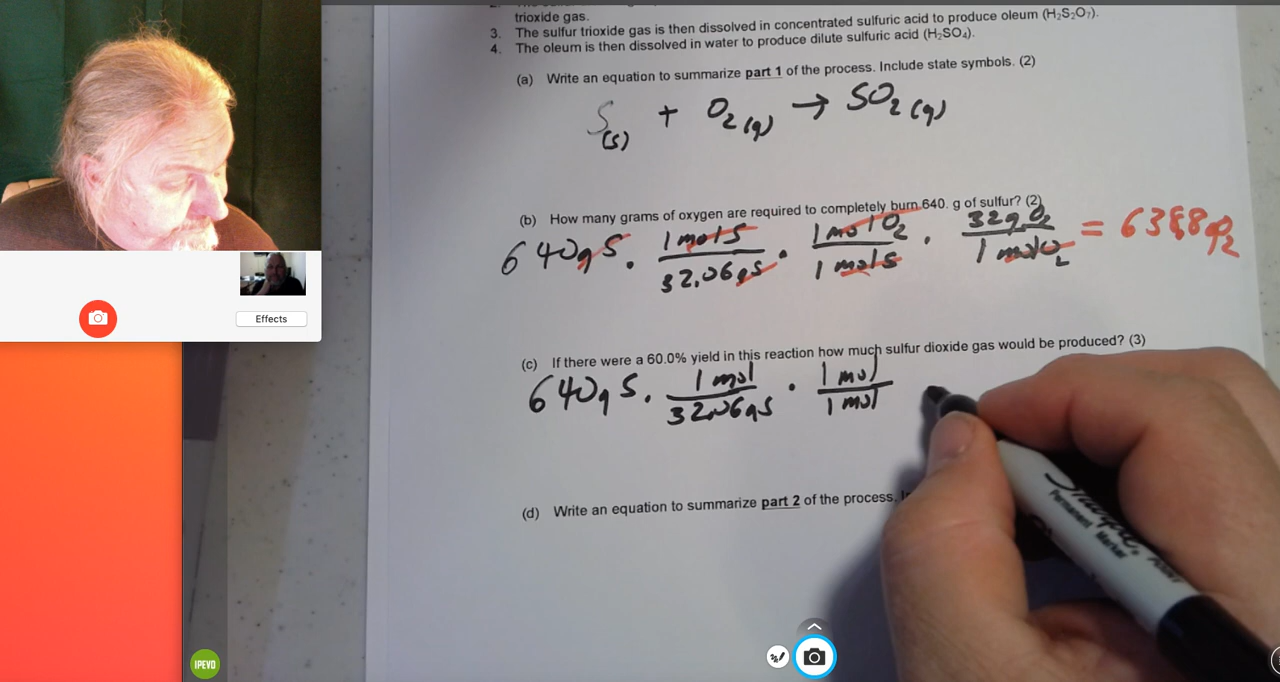 trioxide gas.
3. The sulfur trioxide gas is then dissolved in concentrated sulfuric acid to produce oleum (H₂S₂O₇).
4. The oleum is then dissolved in water to produce dilute sulfuric acid (H₂SO₄).
(a) Write an equation to summarize part 1 of the process. Include state symbols. (2)
S(s) + O₂(g) → SO₂(g)
(b) How many grams of oxygen are required to completely burn 640. g of sulfur? (2)
640g S. 1 mol S / 32.06g S · 1 mol O₂ / 1 mol S · 32g O₂ / 1 mol O₂ =
(c) If there were a 60.0% yield in this reaction how much sulfur dioxide gas would be produced? (3)
640g S. 1 mol / 32.06g S · 1 mol / 1 mol
(d) Write an equation to summarize part 2 of the process.
Effects
IPEVO
Sharpie
Permanent Marker